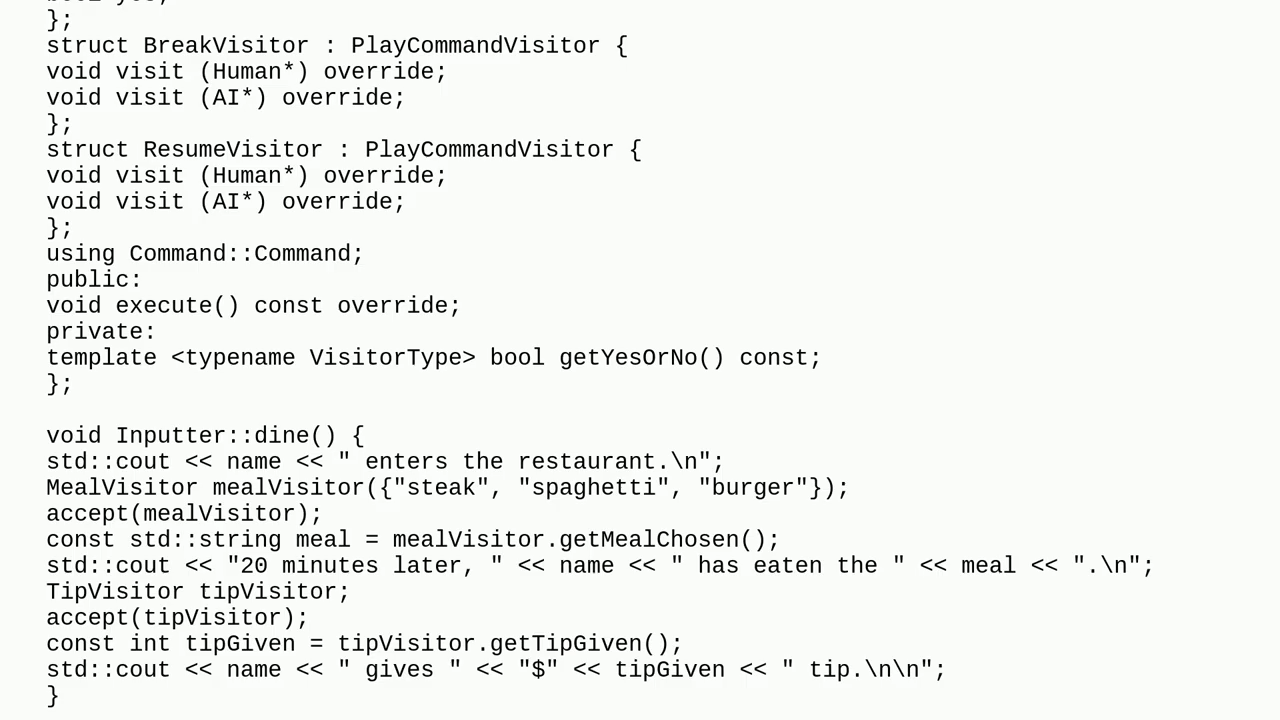 };
struct BreakVisitor : PlayCommandVisitor {
void visit (Human*) override;
void visit (AI*) override;
};
struct ResumeVisitor : PlayCommandVisitor {
void visit (Human*) override;
void visit (AI*) override;
};
using Command::Command;
public:
void execute() const override;
private:
template <typename VisitorType> bool getYesOrNo() const;
};

void Inputter::dine() {
std::cout << name << " enters the restaurant.\n";
MealVisitor mealVisitor({"steak", "spaghetti", "burger"});
accept(mealVisitor);
const std::string meal = mealVisitor.getMealChosen();
std::cout << "20 minutes later, " << name << " has eaten the " << meal << ".\n";
TipVisitor tipVisitor;
accept(tipVisitor);
const int tipGiven = tipVisitor.getTipGiven();
std::cout << name << " gives " << "$" << tipGiven << " tip.\n\n";
}